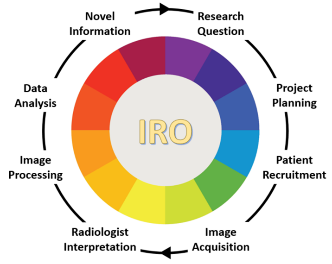 Novel
Information
Research
Question
Project
Planning
Patient
Recruitment
Image
Acquisition
Radiologist
Interpretation
Image
Processing
Data
Analysis
IRO